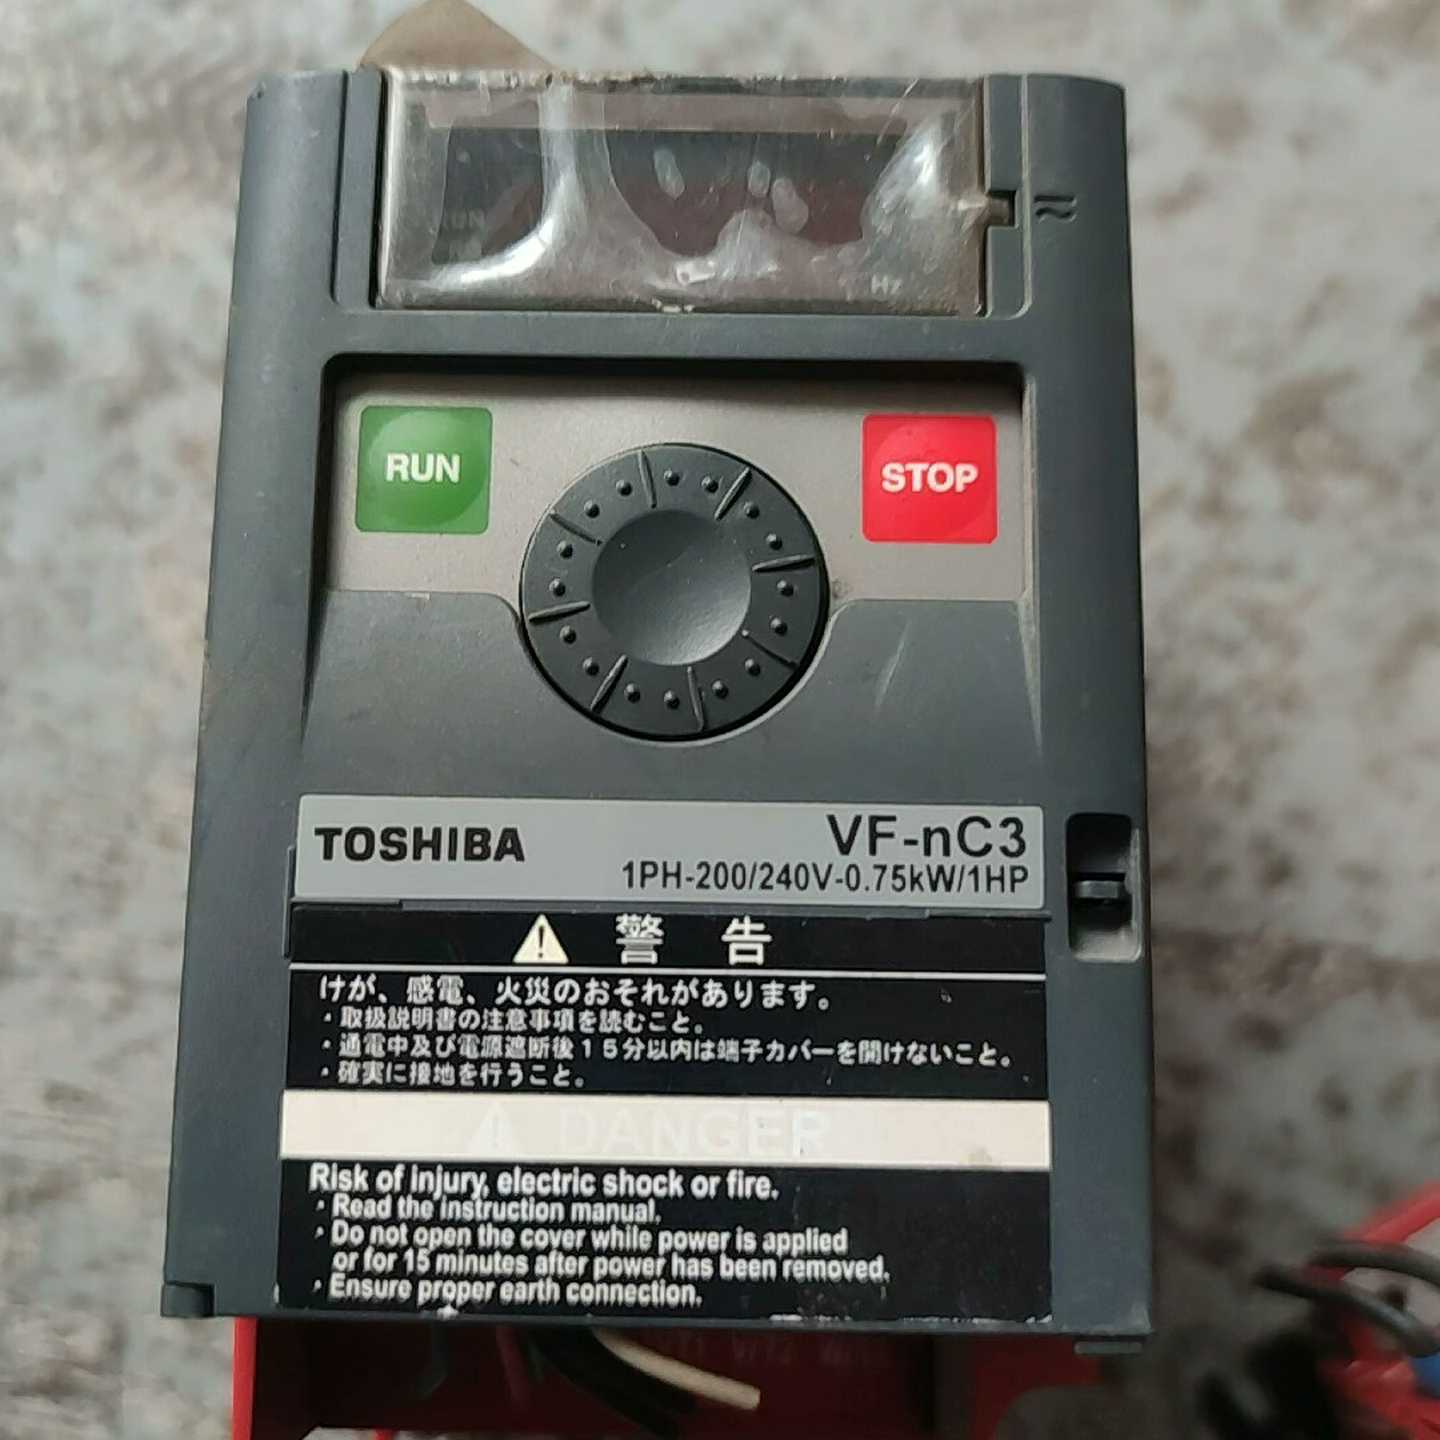 RUN
Hz
RUN
STOP
TOSHIBA
VF-nC3
1PH-200/240V-0.75kW/1HP
警 告
けが、感電、火災のおそれがあります。
・取扱説明書の注意事項を読むこと。
・通電中及び電源遮断後１５分以内は端子カバーを開けないこと。
・確実に接地を行うこと。
DANGER
Risk of injury, electric shock or fire.
・Read the instruction manual.
・Do not open the cover while power is applied
or for 15 minutes after power has been removed.
・Ensure proper earth connection.